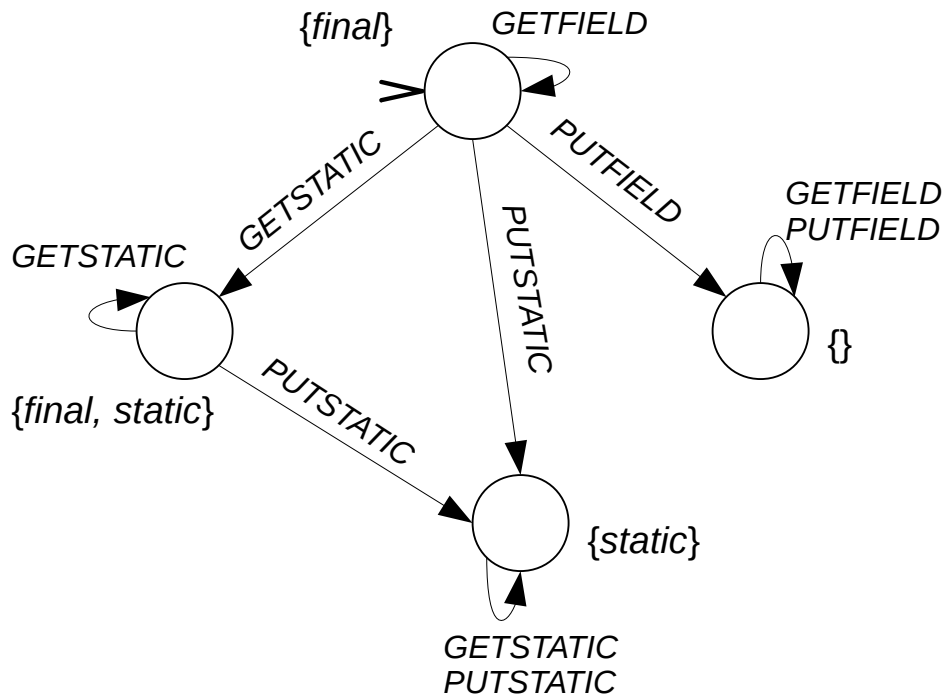 {final}
GETFIELD
GETSTATIC
PUTFIELD
PUTSTATIC
GETFIELD
PUTFIELD
GETSTATIC
{}
{final, static}
PUTSTATIC
{static}
GETSTATIC
PUTSTATIC